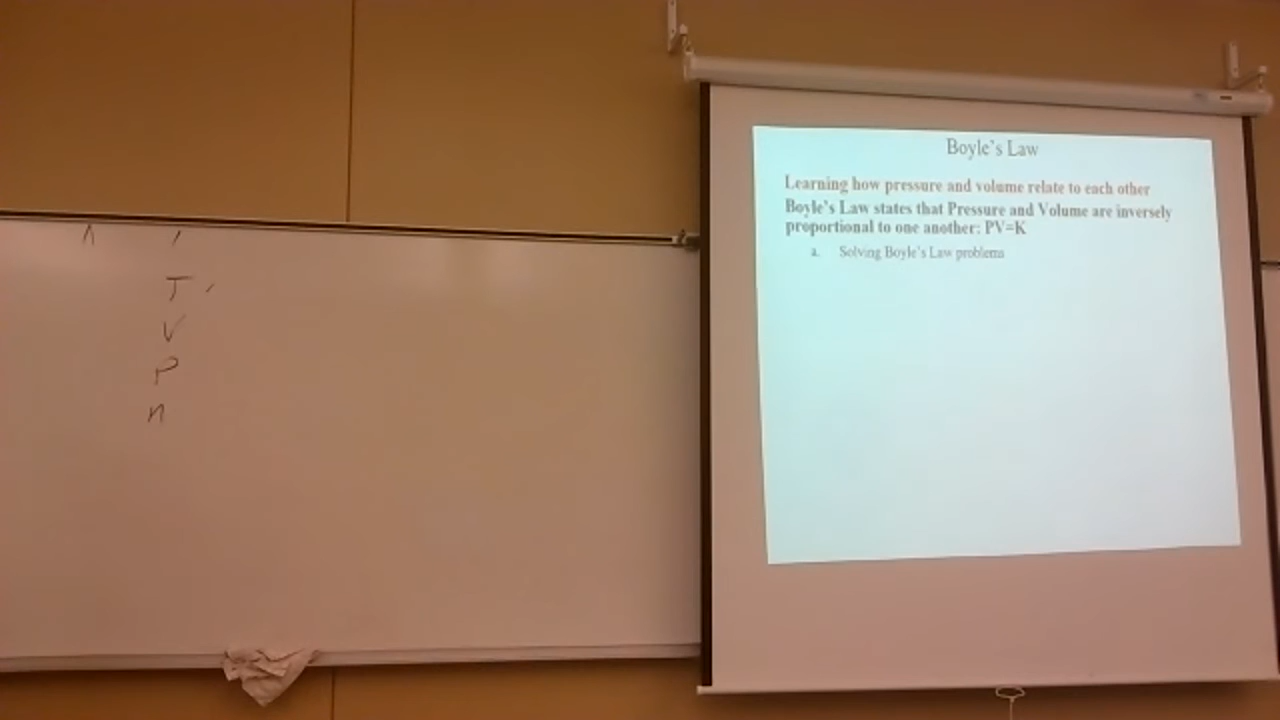 T
V
P
n
Boyle's Law
Learning how pressure and volume relate to each other
Boyle's Law states that Pressure and Volume are inversely
proportional to one another: PV=K
a. Solving Boyle's Law problems